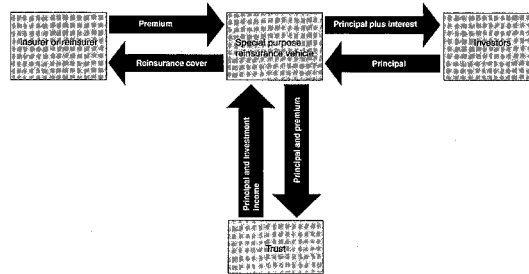 Premium
Principal plus interest
Insurer or reinsurer
Special purpose
reinsurance vehicle
Investors
Reinsurance cover
Principal
Principal and investment
income
Principal and premium
Trust